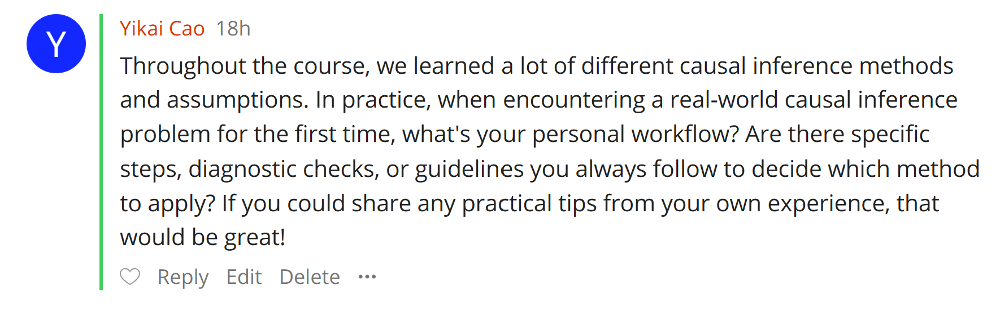 Y
Yikai Cao 18h
Throughout the course, we learned a lot of different causal inference methods
and assumptions. In practice, when encountering a real-world causal inference
problem for the first time, what's your personal workflow? Are there specific
steps, diagnostic checks, or guidelines you always follow to decide which method
to apply? If you could share any practical tips from your own experience, that
would be great!
Reply Edit Delete ···